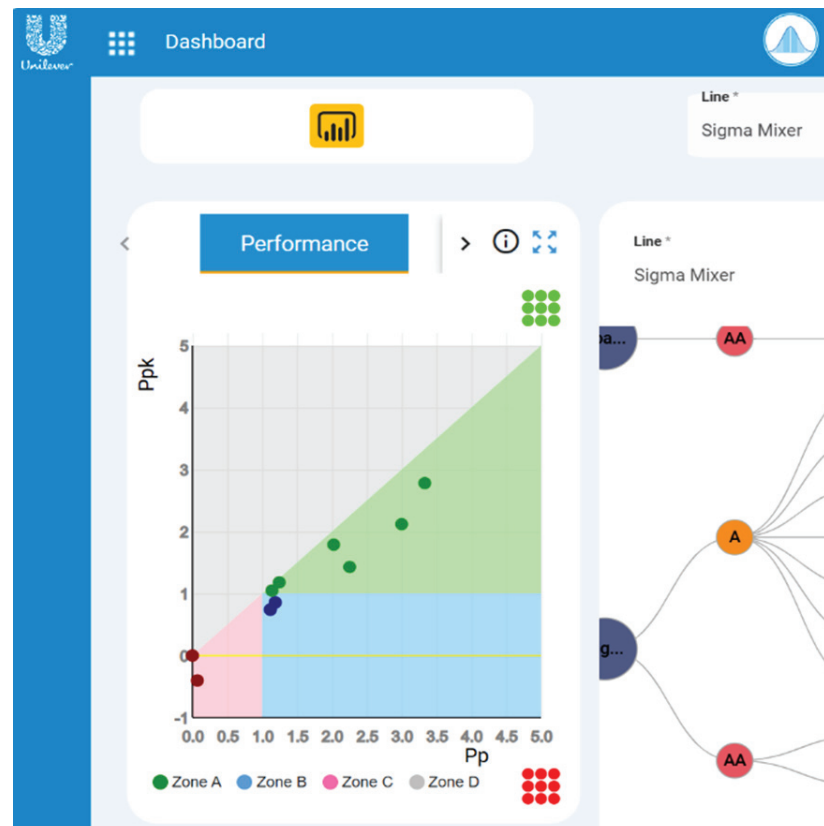 Unilever
Dashboard
Line *
Sigma Mixer
Performance
Line *
Sigma Mixer
Ppk
5
4
3
2
1
0
-1
0.0 0.5 1.0 1.5 2.0 2.5 3.0 3.5 4.0 4.5 5.0
Pp
Zone A Zone B Zone C Zone D
AA
A
g...
AA